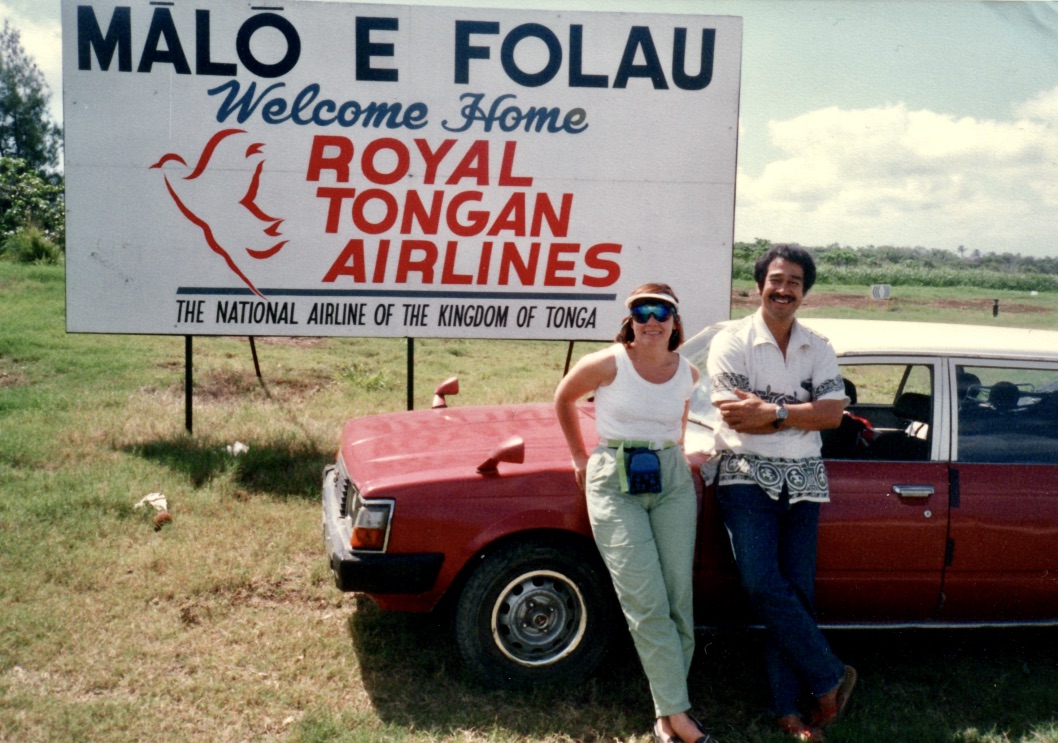 MĀLŌ E FOLAU
Welcome Home
ROYAL
TONGAN
AIRLINES
THE NATIONAL AIRLINE OF THE KINGDOM OF TONGA